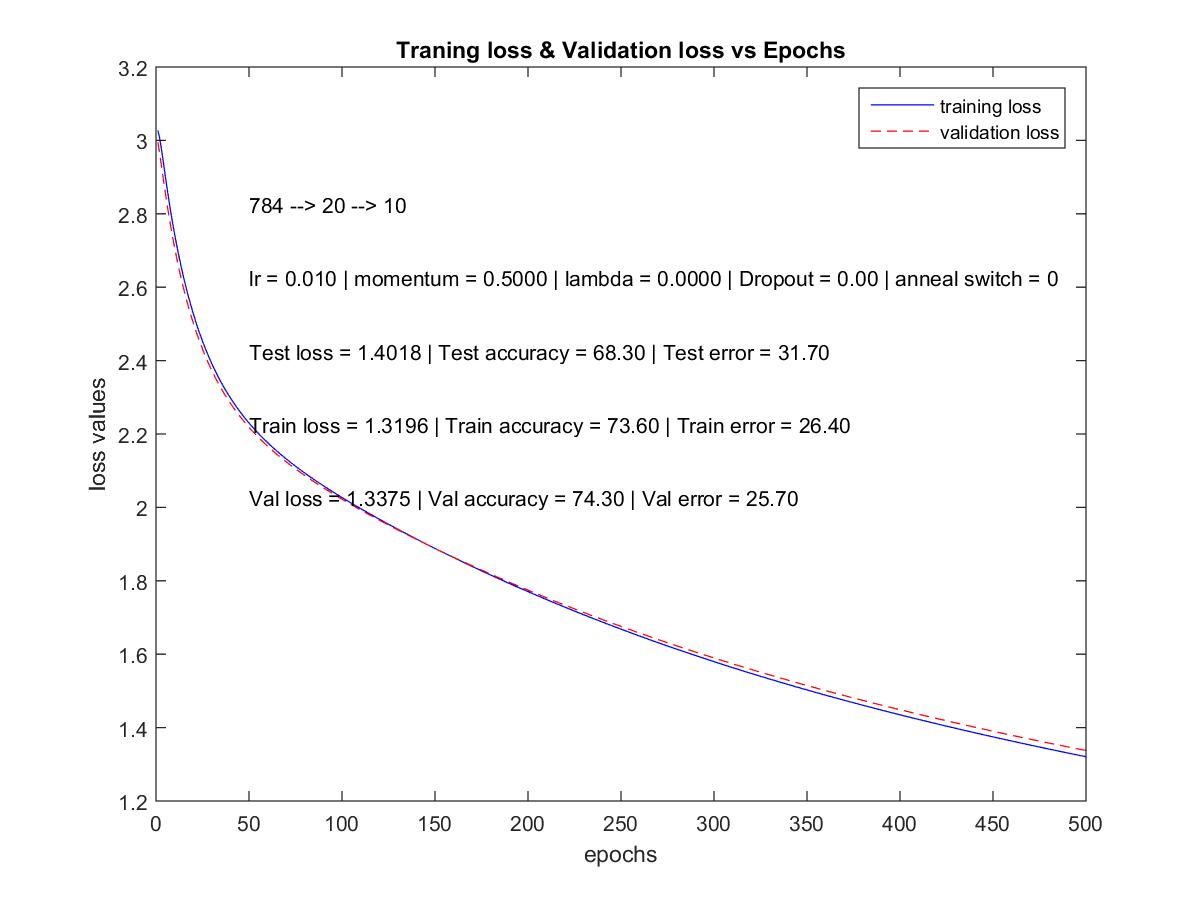 Traning loss & Validation loss vs Epochs
3.2
3
2.8
2.6
2.4
2.2
2
1.8
1.6
1.4
1.2
loss values
training loss
validation loss
784 --> 20 --> 10
lr = 0.010 | momentum = 0.5000 | lambda = 0.0000 | Dropout = 0.00 | anneal switch = 0
Test loss = 1.4018 | Test accuracy = 68.30 | Test error = 31.70
Train loss = 1.3196 | Train accuracy = 73.60 | Train error = 26.40
Val loss = 1.3375 | Val accuracy = 74.30 | Val error = 25.70
0 50 100 150 200 250 300 350 400 450 500
epochs